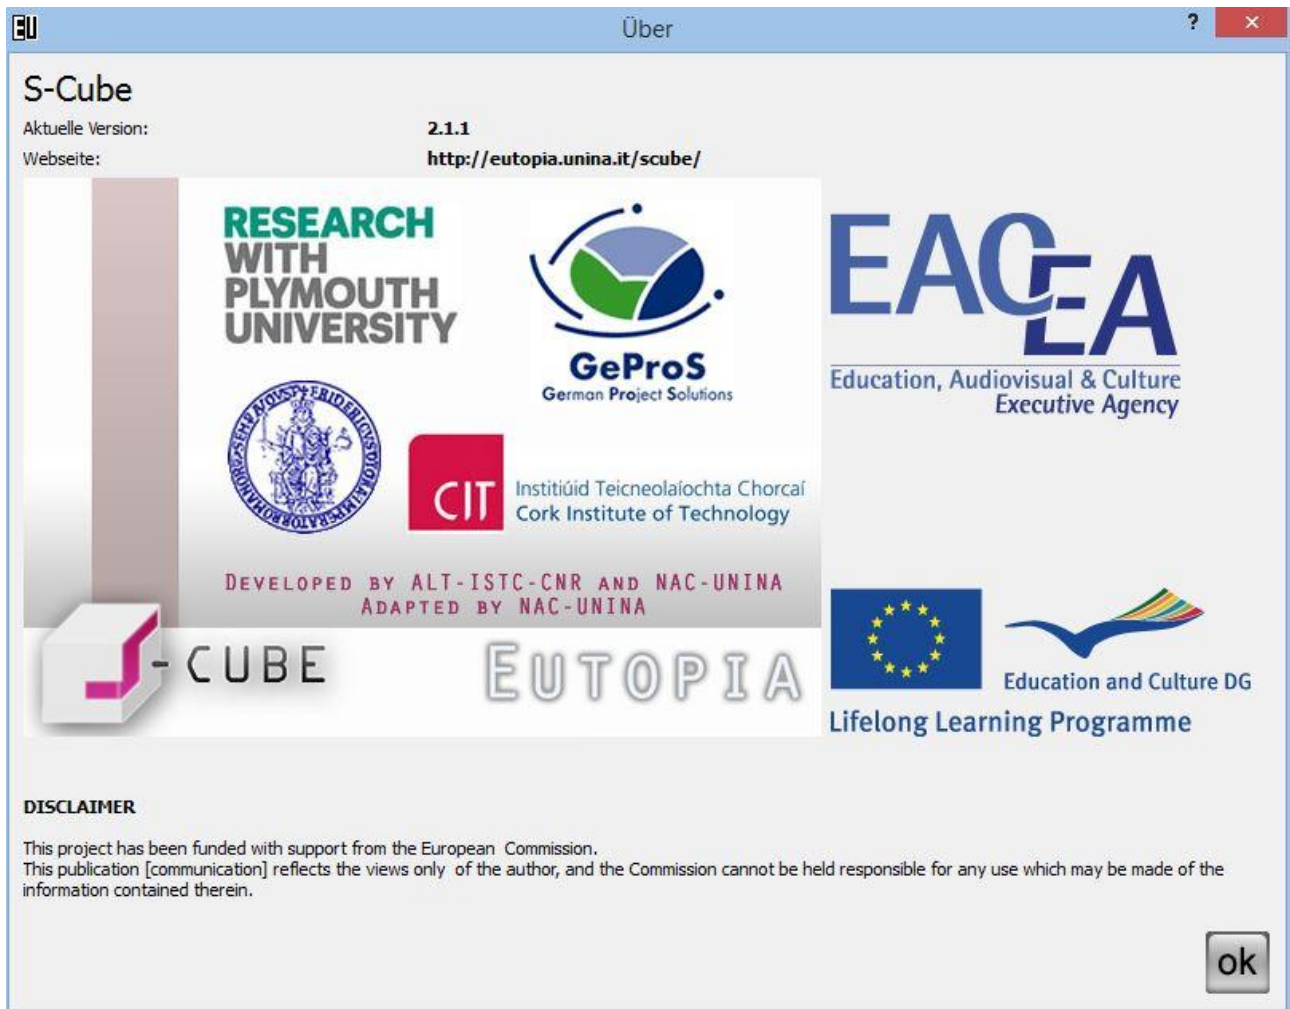 EU
Über
?
×
S-Cube
Aktuelle Version: 2.1.1
Webseite: http://eutopia.unina.it/scube/
RESEARCH
WITH
PLYMOUTH
UNIVERSITY
GeProS
German Project Solutions
EACEA
Education, Audiovisual & Culture
Executive Agency
CIT
Institiúid Teicneolaíochta Chorcaí
Cork Institute of Technology
DEVELOPED BY ALT-ISTC-CNR AND NAC-UNINA
ADAPTED BY NAC-UNINA
S-CUBE
EUTOPIA
Education and Culture DG
Lifelong Learning Programme
DISCLAIMER
This project has been funded with support from the European Commission.
This publication [communication] reflects the views only of the author, and the Commission cannot be held responsible for any use which may be made of the
information contained therein.
ok